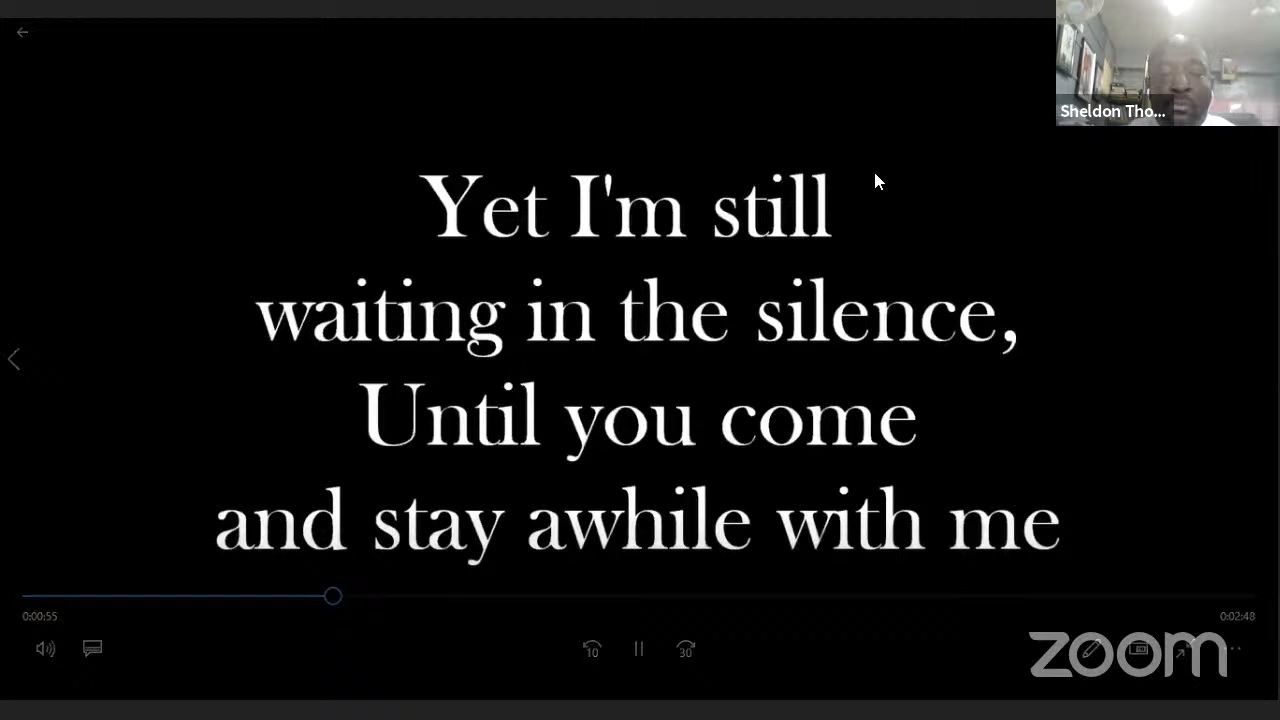 Sheldon Tho...
Yet I'm still
waiting in the silence,
Until you come
and stay awhile with me
0:00:55
0:02:48
10
30
zoom